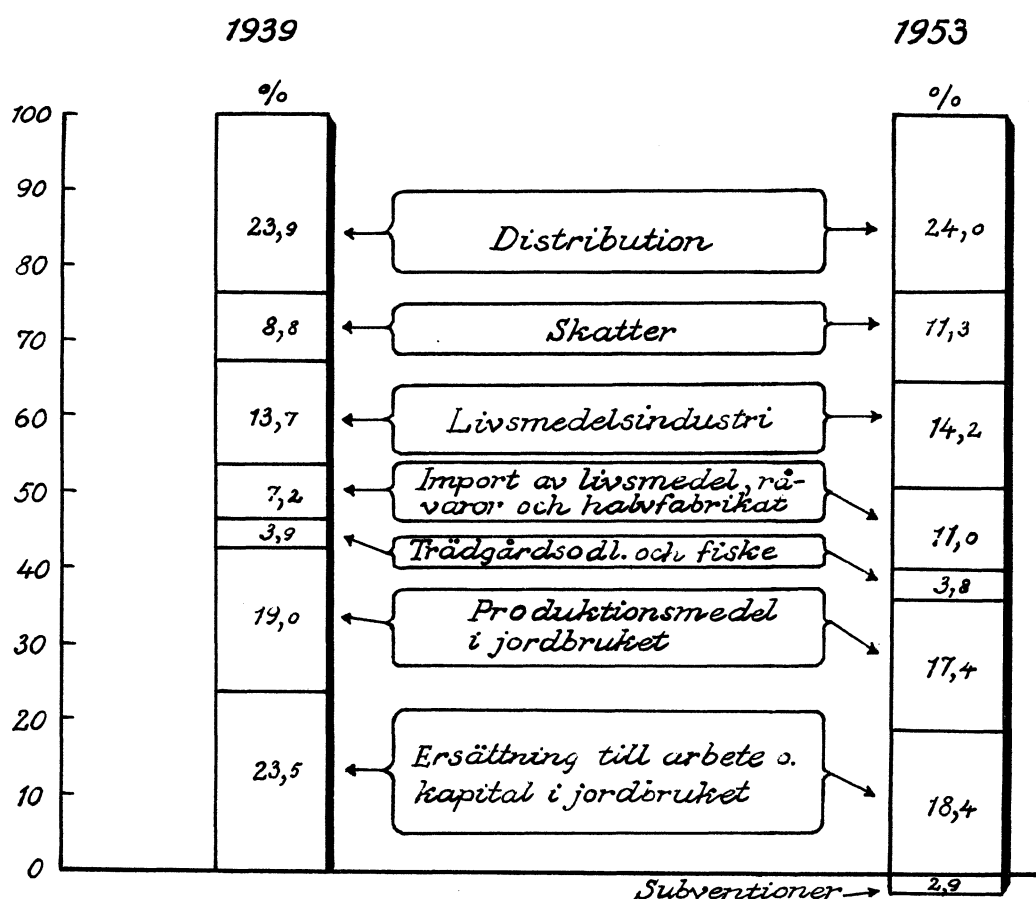 1939
1953
%
%
100
90
80
70
60
50
40
30
20
10
0
23,9
Distribution
24,0
8,8
Skatter
11,3
13,7
Livsmedelsindustri
14,2
7,2
Import av livsmedel, rå-
varor och halvfabrikat
11,0
3,9
Trädgårdsodl. och fiske
3,8
19,0
Produktionsmedel
i jordbruket
17,4
23,5
Ersättning till arbete o.
kapital i jordbruket
18,4
Subventioner
2,9